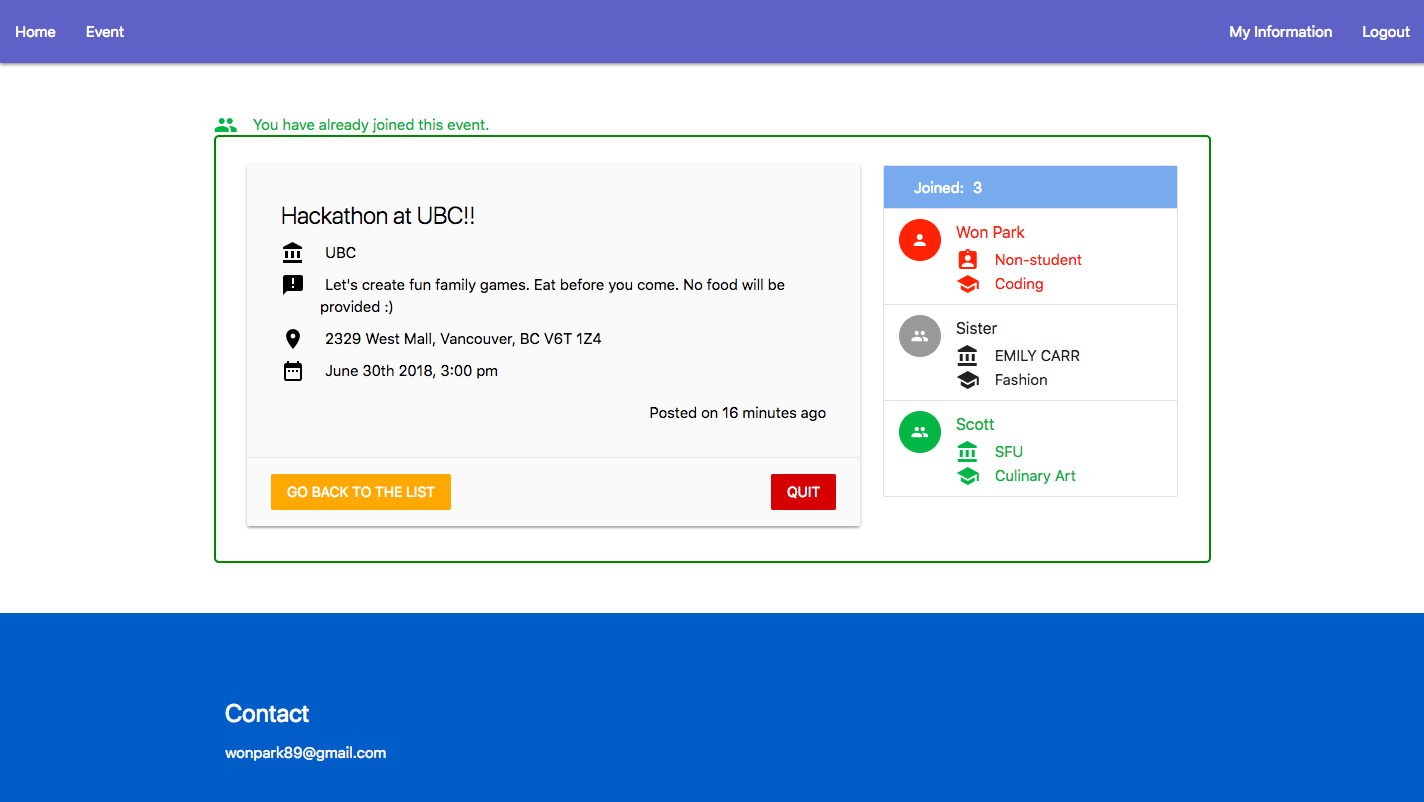 Home Event My Information Logout
You have already joined this event.
Hackathon at UBC!!
UBC
Let's create fun family games. Eat before you come. No food will be
provided :)
2329 West Mall, Vancouver, BC V6T 1Z4
June 30th 2018, 3:00 pm
Posted on 16 minutes ago
GO BACK TO THE LIST QUIT
Joined: 3
Won Park
Non-student
Coding
Sister
EMILY CARR
Fashion
Scott
SFU
Culinary Art
Contact
wonpark89@gmail.com